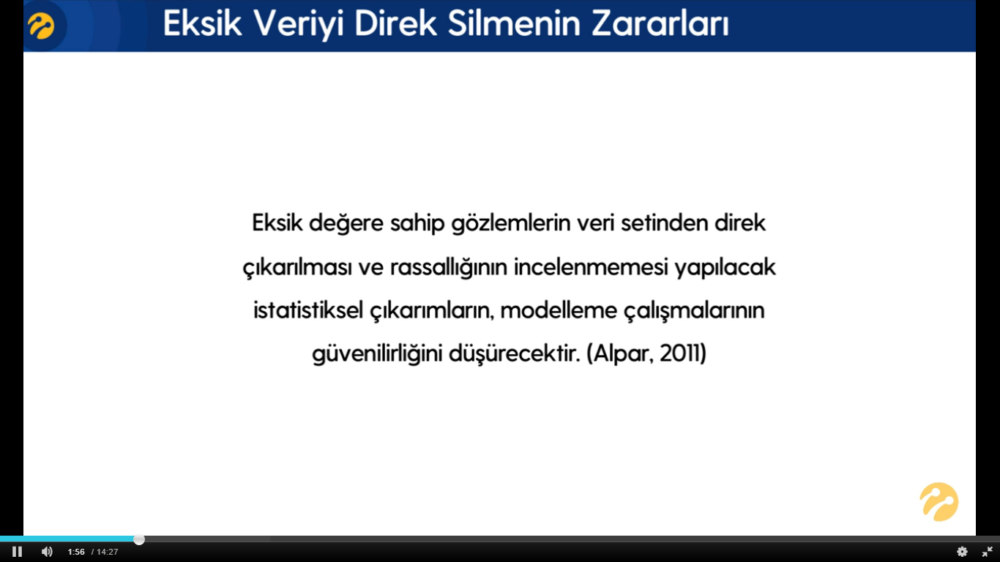 Eksik Veriyi Direk Silmenin Zararları
Eksik değere sahip gözlemlerin veri setinden direk
çıkarılması ve rassallığının incelenmemesi yapılacak
istatistiksel çıkarımların, modelleme çalışmalarının
güvenilirliğini düşürecektir. (Alpar, 2011)
1:56 / 14:27